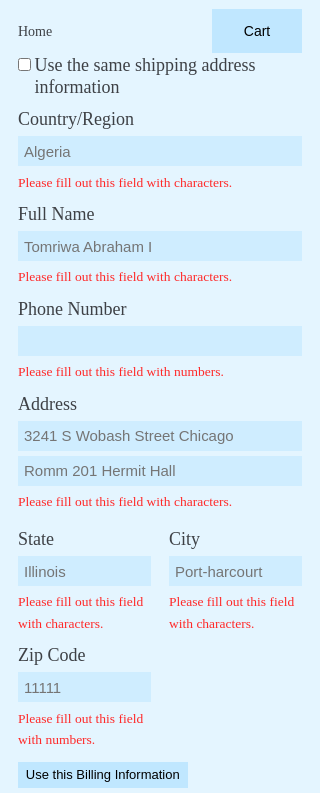 Home
Cart
Use the same shipping address
information
Country/Region
Algeria
Please fill out this field with characters.
Full Name
Tomriwa Abraham I
Please fill out this field with characters.
Phone Number
Please fill out this field with numbers.
Address
3241 S Wobash Street Chicago
Romm 201 Hermit Hall
Please fill out this field with characters.
State
Illinois
Please fill out this field
with characters.
City
Port-harcourt
Please fill out this field
with characters.
Zip Code
11111
Please fill out this field
with numbers.
Use this Billing Information